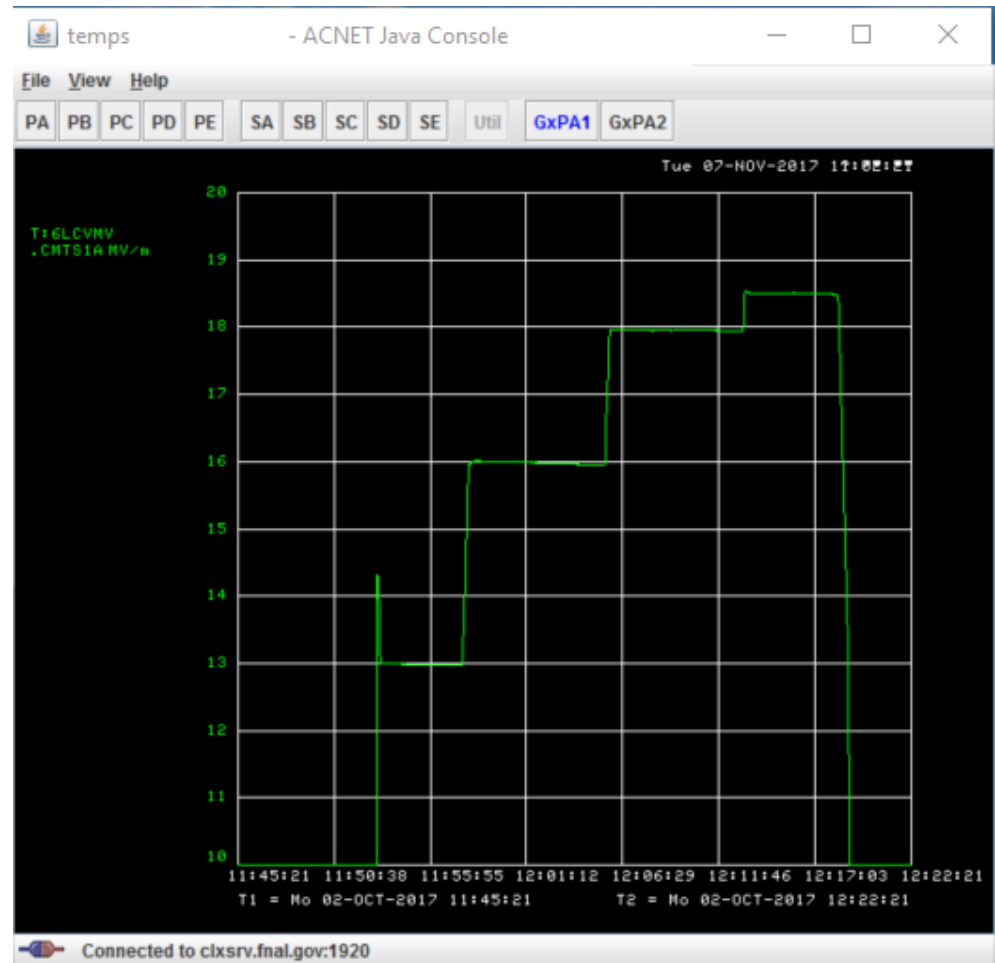 temps - ACNET Java Console
File View Help
PA PB PC PD PE SA SB SC SD SE Util GxPA1 GxPA2
Tue 07-NOV-2017
20
T:6LCVMV
.CMTS1A MV/m
19
18
17
16
15
14
13
12
11
10
11:45:21 11:50:38 11:55:55 12:01:12 12:06:29 12:11:46 12:17:03 12:22:21
T1 = Mo 02-OCT-2017 11:45:21 T2 = Mo 02-OCT-2017 12:22:21
Connected to clxsrv.fnal.gov:1920